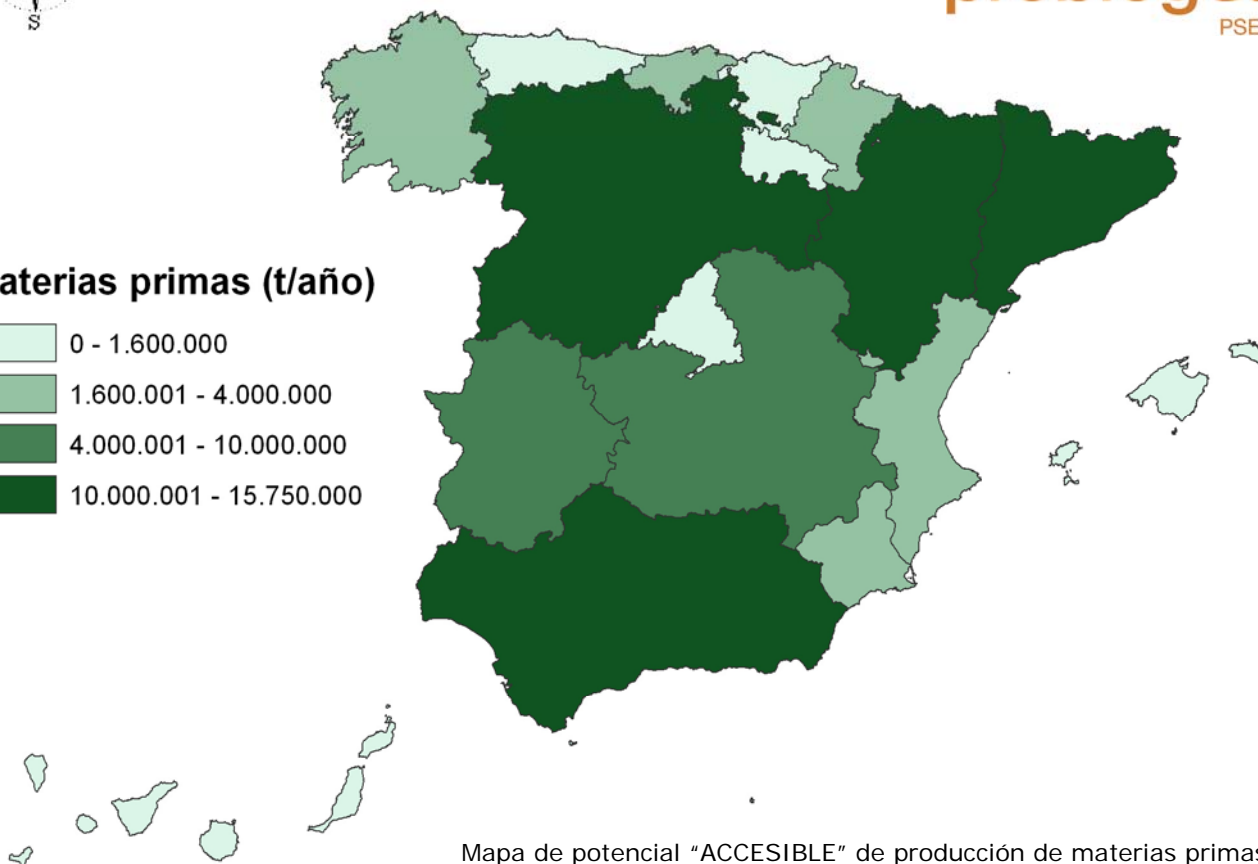 S
probiogas
PSE
aterias primas (t/año)
0 - 1.600.000
1.600.001 - 4.000.000
4.000.001 - 10.000.000
10.000.001 - 15.750.000
Mapa de potencial “ACCESIBLE” de producción de materias primas